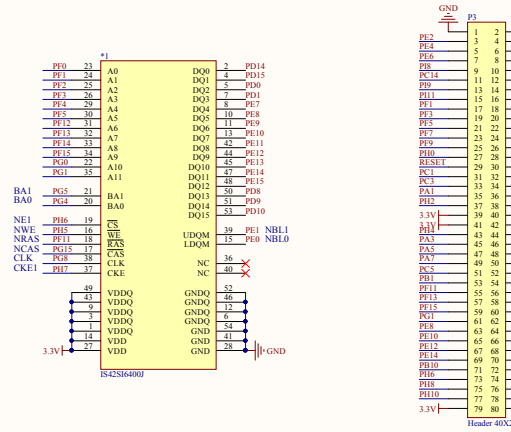 *1
PF0 23 A0 DQ0 2 PD14
PF1 24 A1 DQ1 4 PD15
PF2 25 A2 DQ2 5 PD0
PF3 26 A3 DQ3 7 PD1
PF4 29 A4 DQ4 8 PE7
PF5 30 A5 DQ5 10 PE8
PF12 31 A6 DQ6 11 PE9
PF13 32 A7 DQ7 13 PE10
PF14 33 A8 DQ8 42 PE11
PF15 34 A9 DQ9 44 PE12
PG0 22 A10 DQ10 45 PE13
PG1 35 A11 DQ11 47 PE14
DQ12 48 PE15
BA1 PG5 21 BA1 DQ13 50 PD8
BA0 PG4 20 BA0 DQ14 51 PD9
DQ15 53 PD10
NE1 PH6 19 CS
NWE PH5 16 WE UDQM 39 PE1 NBL1
NRAS PF11 18 RAS LDQM 15 PE0 NBL0
NCAS PG15 17 CAS
CLK PG8 38 CLK NC 36
CKE1 PH7 37 CKE NC 40
49 VDDQ GNDQ 52
43 VDDQ GNDQ 46
9 VDDQ GNDQ 12
3 VDDQ GNDQ 6
1 VDD GND 54
14 VDD GND 41
3.3V 27 VDD GND 28 GND
IS42SI6400J
GND
P3
1 2
PE2 3 4
PE4 5 6
PE6 7 8
PI8 9 10
PC14 11 12
PI9 13 14
PI11 15 16
PF1 17 18
PF3 19 20
PF5 21 22
PF7 23 24
PF9 25 26
PH0 27 28
RESET 29 30
PC1 31 32
PC3 33 34
PA1 35 36
PH2 37 38
3.3V 39 40
3.3V 41 42
PH4 43 44
PA3 45 46
PA5 47 48
PA7 49 50
PC5 51 52
PB1 53 54
PF11 55 56
PF13 57 58
PF15 59 60
PG1 61 62
PE8 63 64
PE10 65 66
PE12 67 68
PE14 69 70
PB10 71 72
PH6 73 74
PH8 75 76
PH10 77 78
3.3V 79 80
Header 40X2